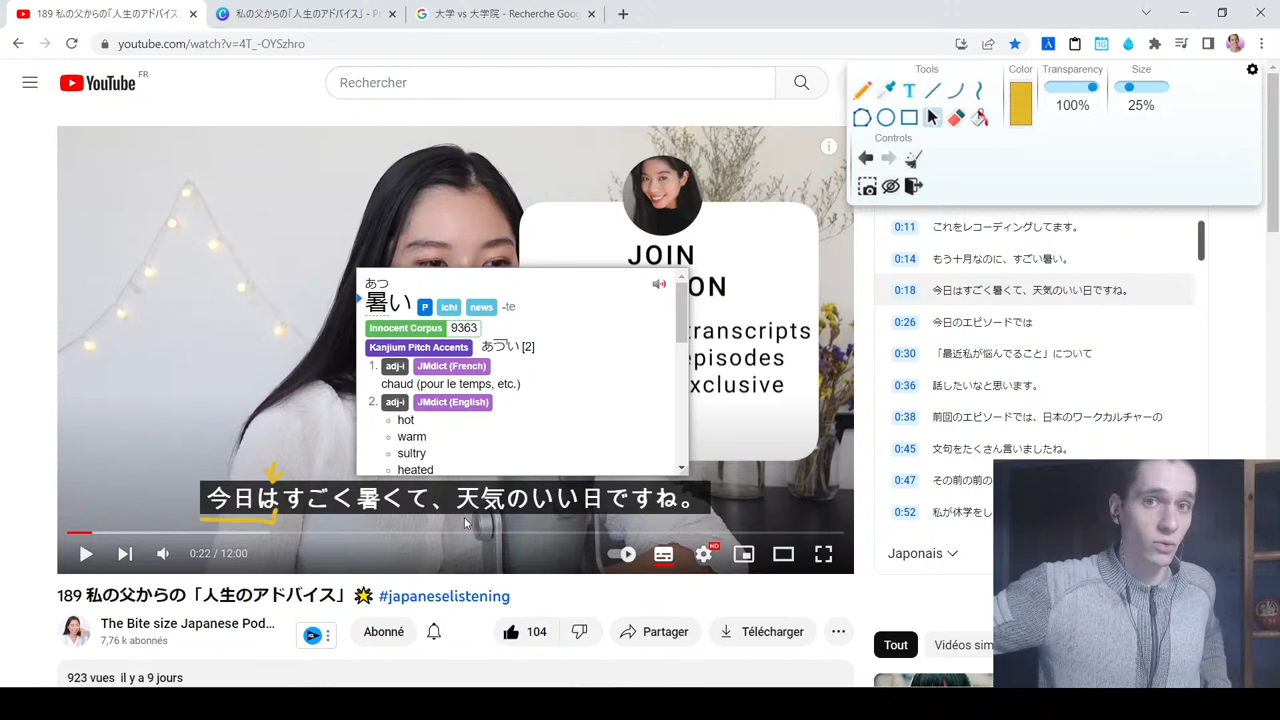 189 私の父からの「人生のアドバイス」
私の父からの「人生のアドバイス」 - P
大学 vs 大学院 - Recherche Goog
youtube.com/watch?v=4T_-OYSzhro
YouTube FR
Rechercher
Tools
Color
Transparency
Size
100%
25%
Controls
JOIN
ON
transcripts
episodes
xclusive
あつ
暑い P ichi news -te
Innocent Corpus 9363
Kanjium Pitch Accents あつい [2]
1. adj-i JMdict (French)
chaud (pour le temps, etc.)
2. adj-i JMdict (English)
hot
warm
sultry
heated
今日はすごく暑くて、天気のいい日ですね。
0:22 / 12:00
HD
0:11 これをレコーディングしてます。
0:14 もう十月なのに、すごい暑い。
0:18 今日はすごく暑くて、天気のいい日ですね。
0:26 今日のエピソードでは
0:30 「最近私が悩んでること」について
0:36 話したいなと思います。
0:38 前回のエピソードでは、日本のワークカルチャーの
0:45 文句をたくさん言いましたね。
0:47 その前の前
0:52 私が休学をし
Japonais
189 私の父からの「人生のアドバイス」 🌟 #japaneselistening
The Bite size Japanese Pod...
7,76 k abonnés
Abonné
104
Partager
Télécharger
923 vues il y a 9 jours
Tout
Vidéos sim